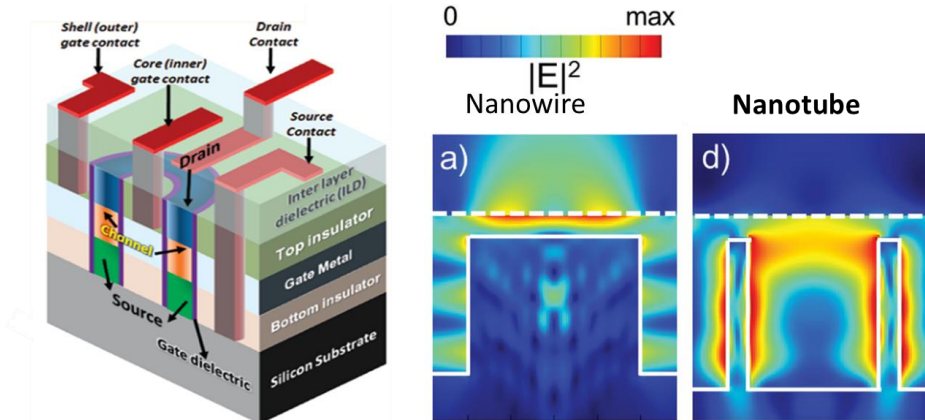 Shell (outer)
gate contact
Drain
Contact
Core (inner)
gate contact
Source
Contact
Drain
Inter layer
dielectric (ILD)
Channel
Top insulator
Gate Metal
Source
Bottom insulator
Gate dielectric
Silicon Substrate
0 max
|E|²
Nanowire
Nanotube
a)
d)